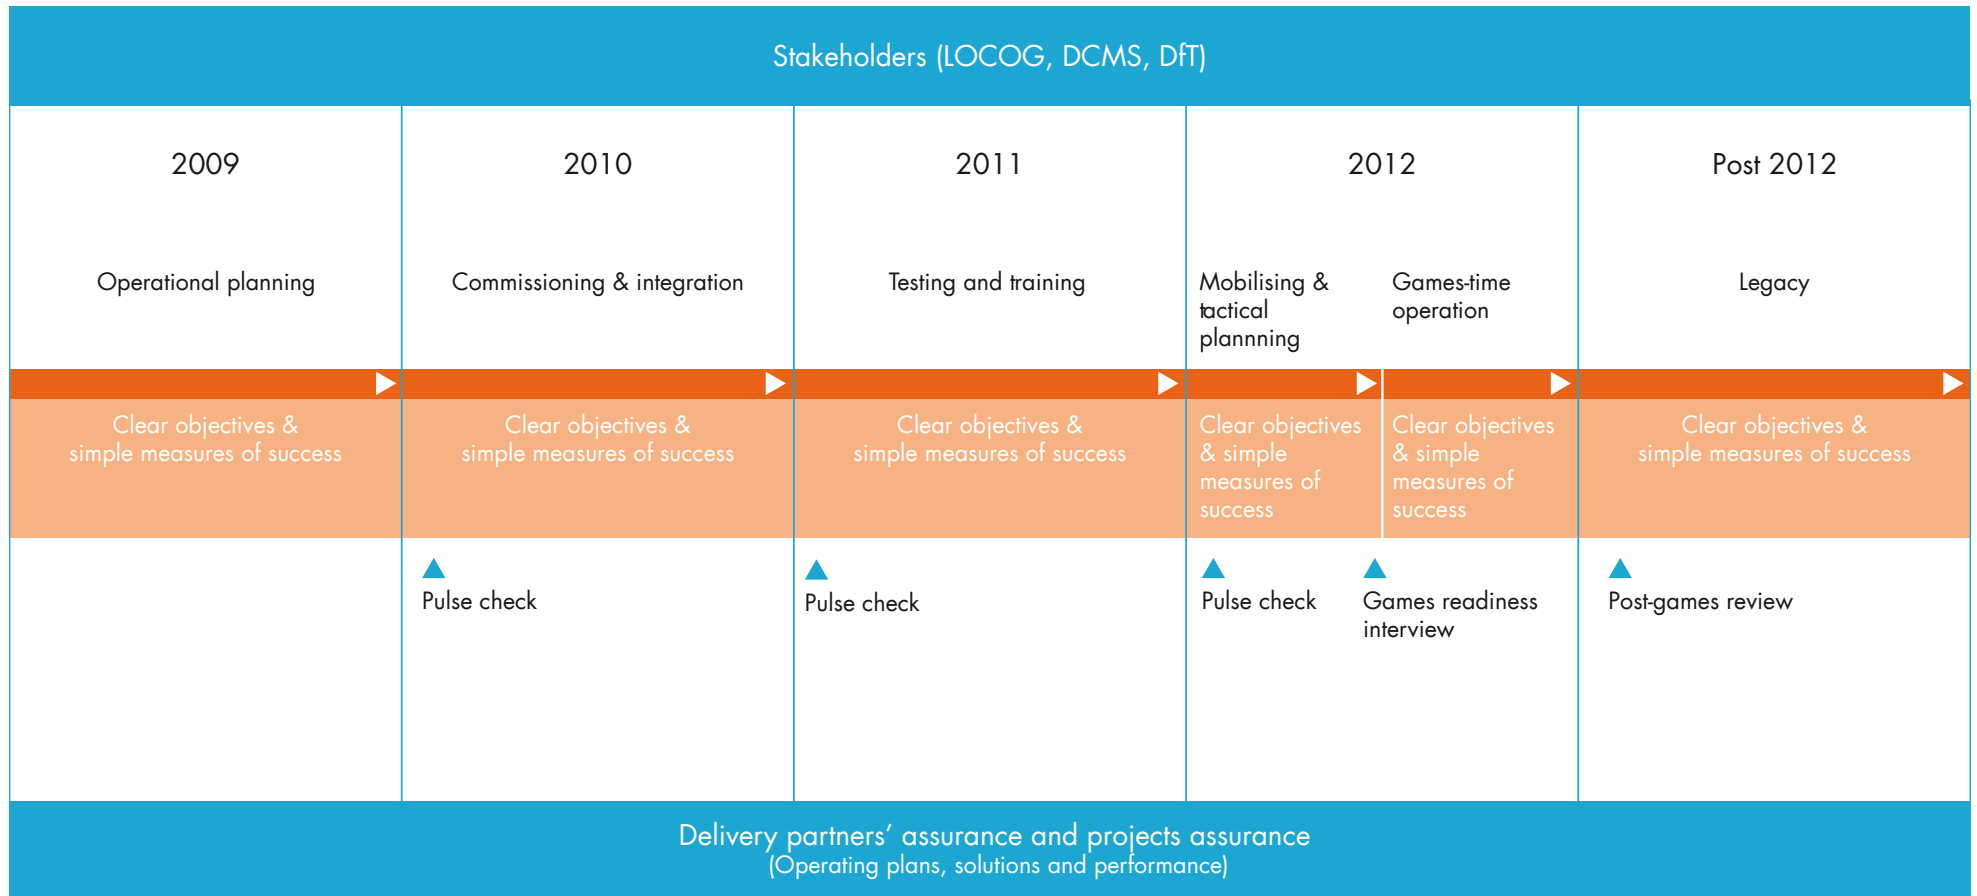 Stakeholders (LOCOG, DCMS, DfT)
2009
2010
2011
2012
Post 2012
Operational planning
Commissioning & integration
Testing and training
Mobilising &
tactical
plannning
Games-time
operation
Legacy
Clear objectives &
simple measures of success
Clear objectives &
simple measures of success
Clear objectives &
simple measures of success
Clear objectives
& simple
measures of
success
Clear objectives
& simple
measures of
success
Clear objectives &
simple measures of success
Pulse check
Pulse check
Pulse check
Games readiness
interview
Post-games review
Delivery partners’ assurance and projects assurance
(Operating plans, solutions and performance)